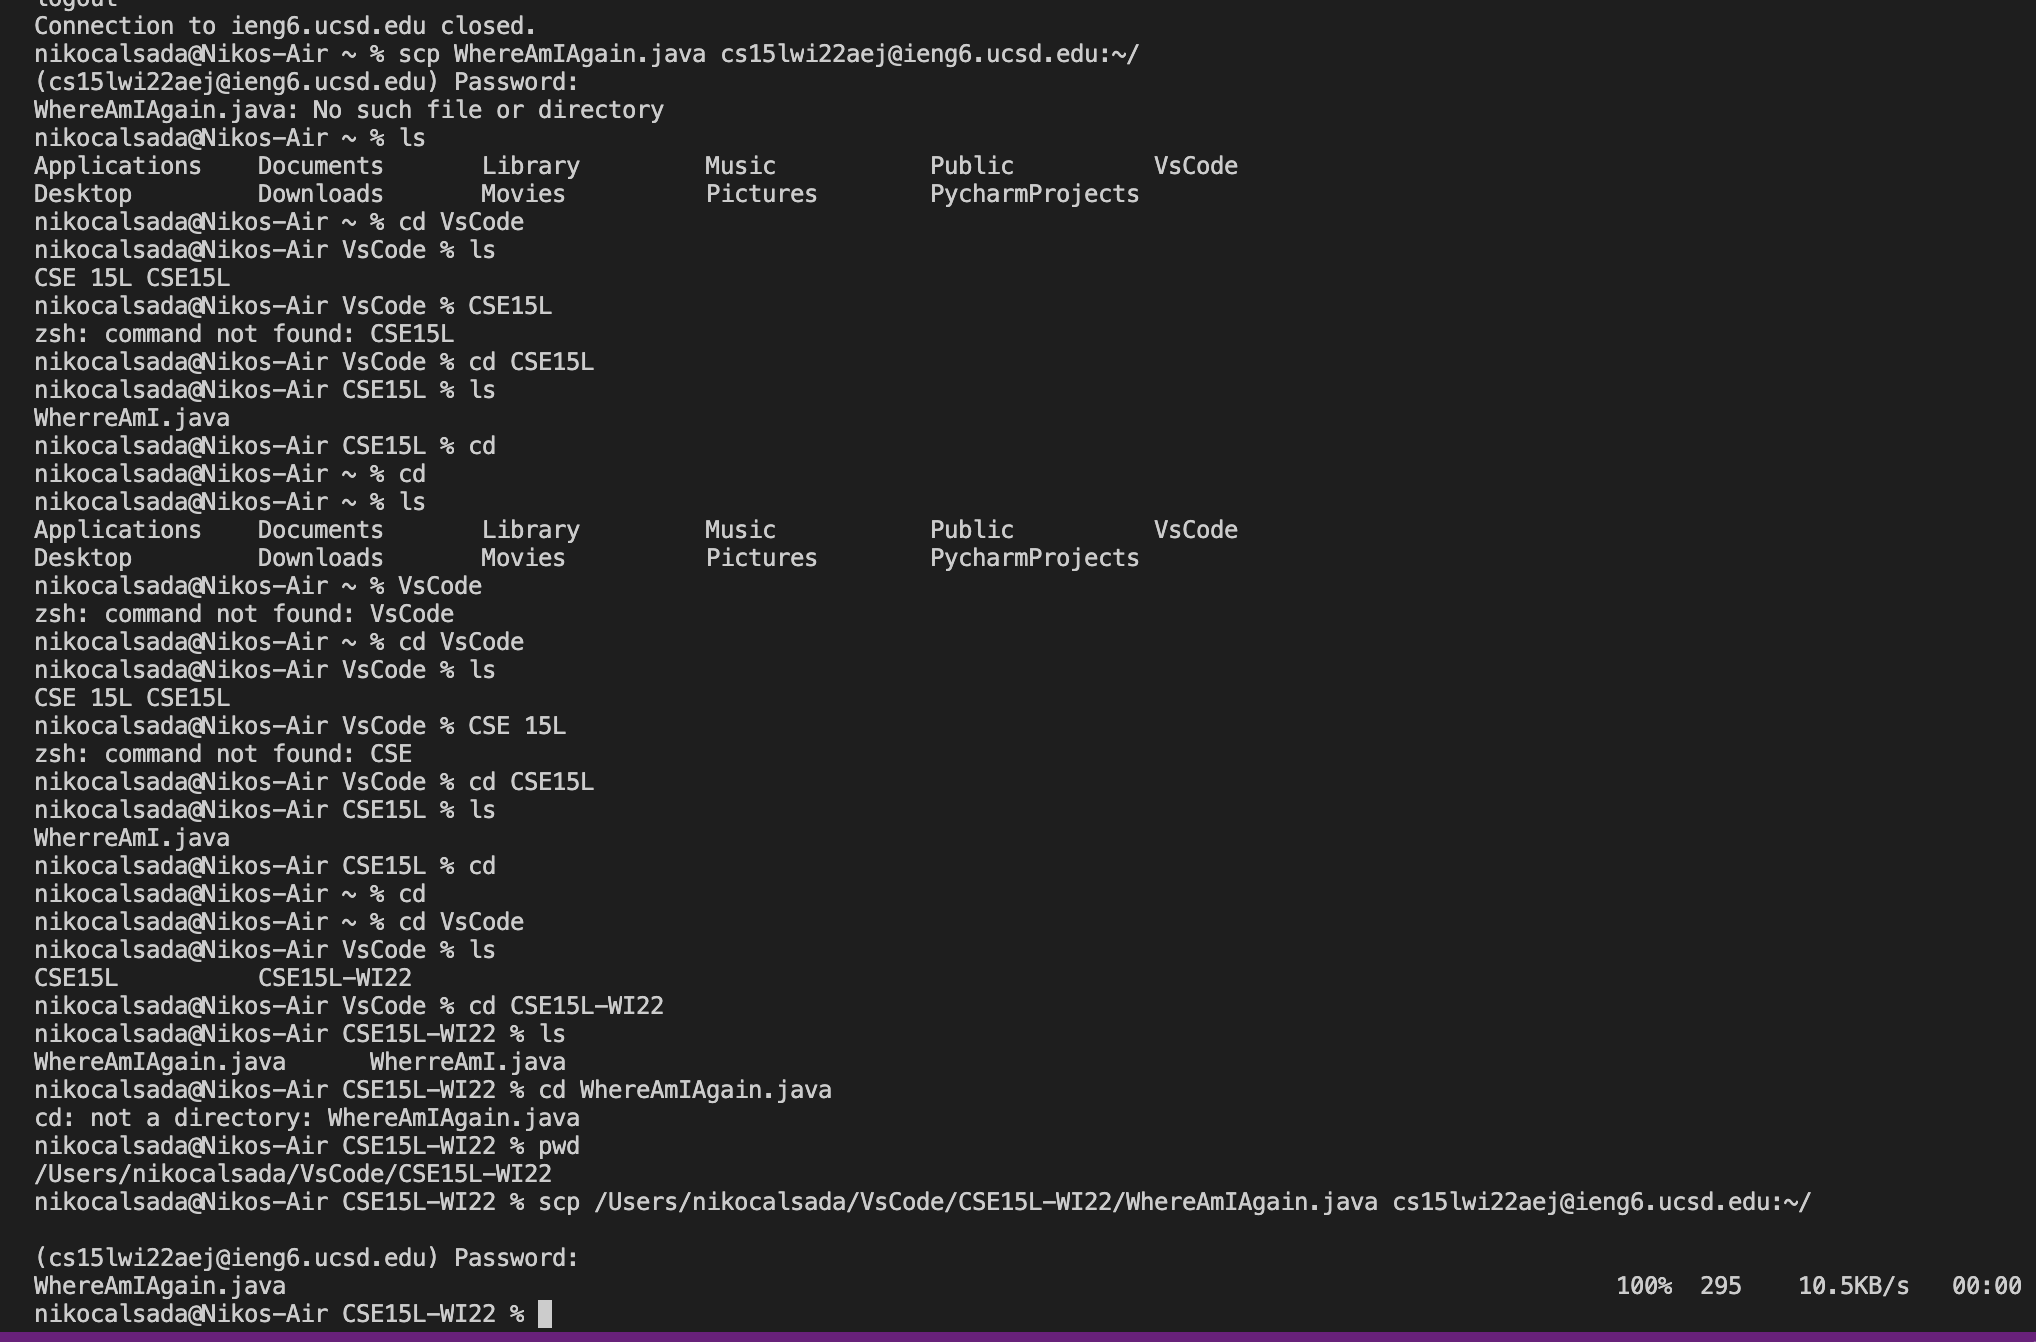 logout
Connection to ieng6.ucsd.edu closed.
nikocalsada@Nikos-Air ~ % scp WhereAmIAgain.java cs15lwi22aej@ieng6.ucsd.edu:~/
(cs15lwi22aej@ieng6.ucsd.edu) Password:
WhereAmIAgain.java: No such file or directory
nikocalsada@Nikos-Air ~ % ls
Applications    Documents       Library         Music           Public          VsCode
Desktop         Downloads       Movies          Pictures        PycharmProjects
nikocalsada@Nikos-Air ~ % cd VsCode
nikocalsada@Nikos-Air VsCode % ls
CSE 15L CSE15L
nikocalsada@Nikos-Air VsCode % CSE15L
zsh: command not found: CSE15L
nikocalsada@Nikos-Air VsCode % cd CSE15L
nikocalsada@Nikos-Air CSE15L % ls
WherreAmI.java
nikocalsada@Nikos-Air CSE15L % cd
nikocalsada@Nikos-Air ~ % cd
nikocalsada@Nikos-Air ~ % ls
Applications    Documents       Library         Music           Public          VsCode
Desktop         Downloads       Movies          Pictures        PycharmProjects
nikocalsada@Nikos-Air ~ % VsCode
zsh: command not found: VsCode
nikocalsada@Nikos-Air ~ % cd VsCode
nikocalsada@Nikos-Air VsCode % ls
CSE 15L CSE15L
nikocalsada@Nikos-Air VsCode % CSE 15L
zsh: command not found: CSE
nikocalsada@Nikos-Air VsCode % cd CSE15L
nikocalsada@Nikos-Air CSE15L % ls
WherreAmI.java
nikocalsada@Nikos-Air CSE15L % cd
nikocalsada@Nikos-Air ~ % cd
nikocalsada@Nikos-Air ~ % cd VsCode
nikocalsada@Nikos-Air VsCode % ls
CSE15L          CSE15L-WI22
nikocalsada@Nikos-Air VsCode % cd CSE15L-WI22
nikocalsada@Nikos-Air CSE15L-WI22 % ls
WhereAmIAgain.java      WherreAmI.java
nikocalsada@Nikos-Air CSE15L-WI22 % cd WhereAmIAgain.java
cd: not a directory: WhereAmIAgain.java
nikocalsada@Nikos-Air CSE15L-WI22 % pwd
/Users/nikocalsada/VsCode/CSE15L-WI22
nikocalsada@Nikos-Air CSE15L-WI22 % scp /Users/nikocalsada/VsCode/CSE15L-WI22/WhereAmIAgain.java cs15lwi22aej@ieng6.ucsd.edu:~/
(cs15lwi22aej@ieng6.ucsd.edu) Password:
WhereAmIAgain.java                                                                                               100%  295    10.5KB/s   00:00
nikocalsada@Nikos-Air CSE15L-WI22 %